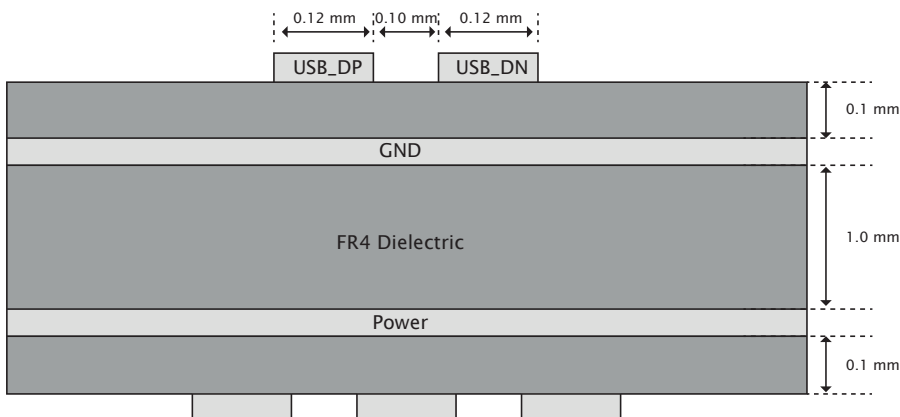 0.12 mm 0.10 mm 0.12 mm
USB_DP USB_DN
0.1 mm
GND
1.0 mm
FR4 Dielectric
Power
0.1 mm